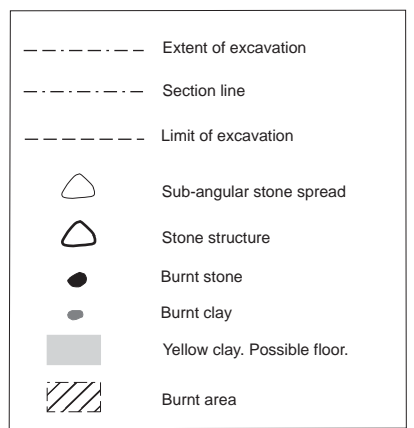 Extent of excavation
Section line
Limit of excavation
Sub-angular stone spread
Stone structure
Burnt stone
Burnt clay
Yellow clay. Possible floor.
Burnt area